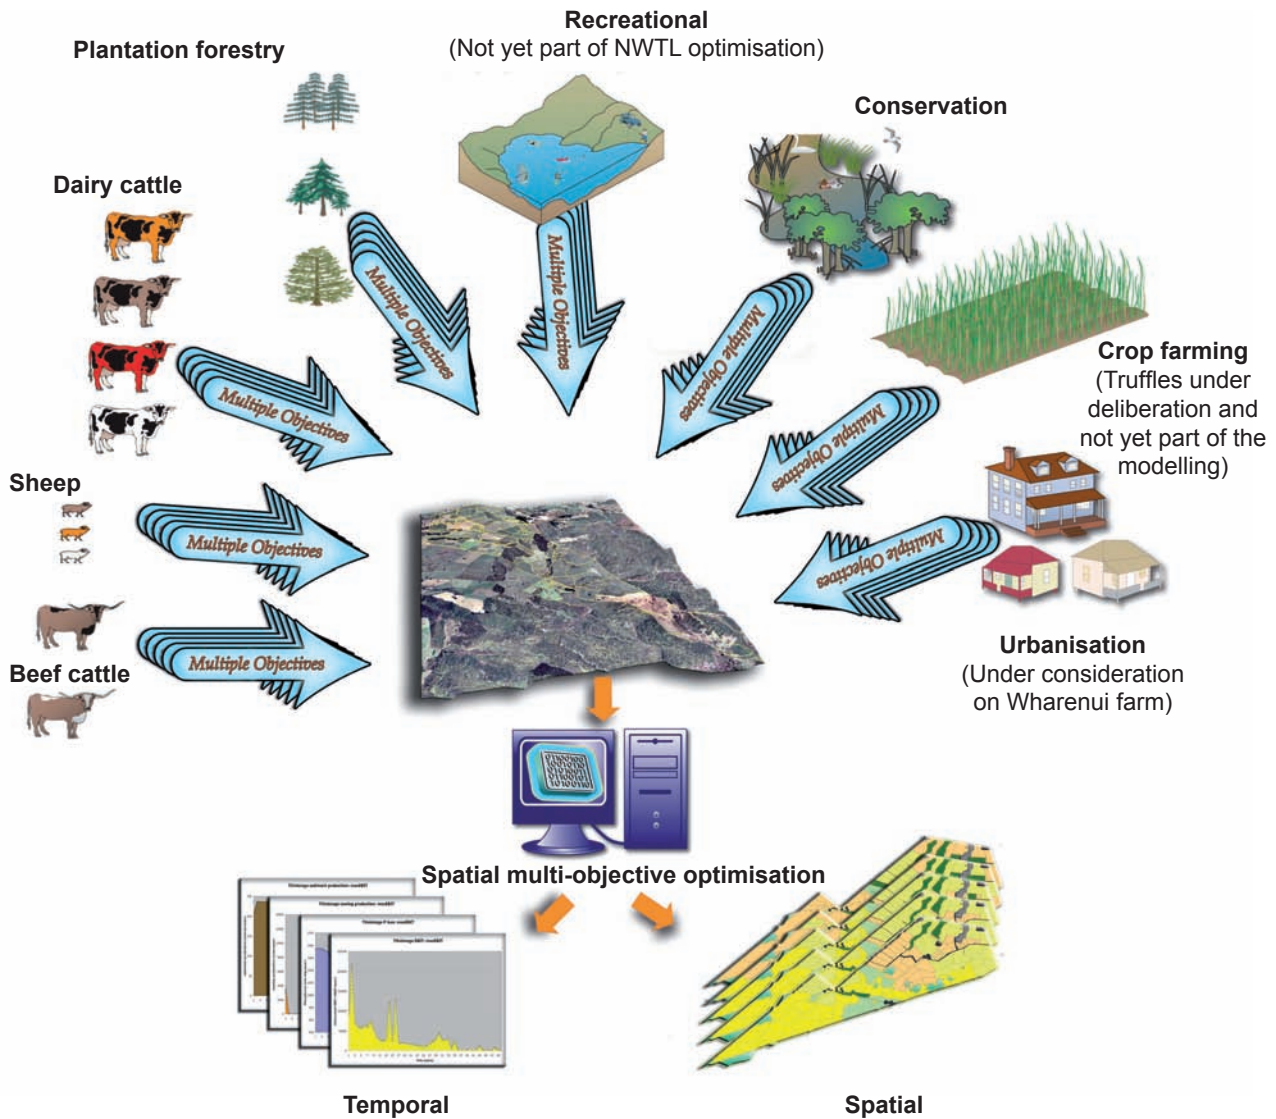 Recreational
(Not yet part of NWTL optimisation)
Plantation forestry
Conservation
Dairy cattle
Multiple Objectives
Multiple Objectives
Multiple Objectives
Multiple Objectives
Crop farming
(Truffles under
deliberation and
not yet part of the
modelling)
Multiple Objectives
Sheep
Multiple Objectives
Multiple Objectives
Urbanisation
(Under consideration
on Wharenui farm)
Multiple Objectives
Beef cattle
Spatial multi-objective optimisation
Temporal
Spatial